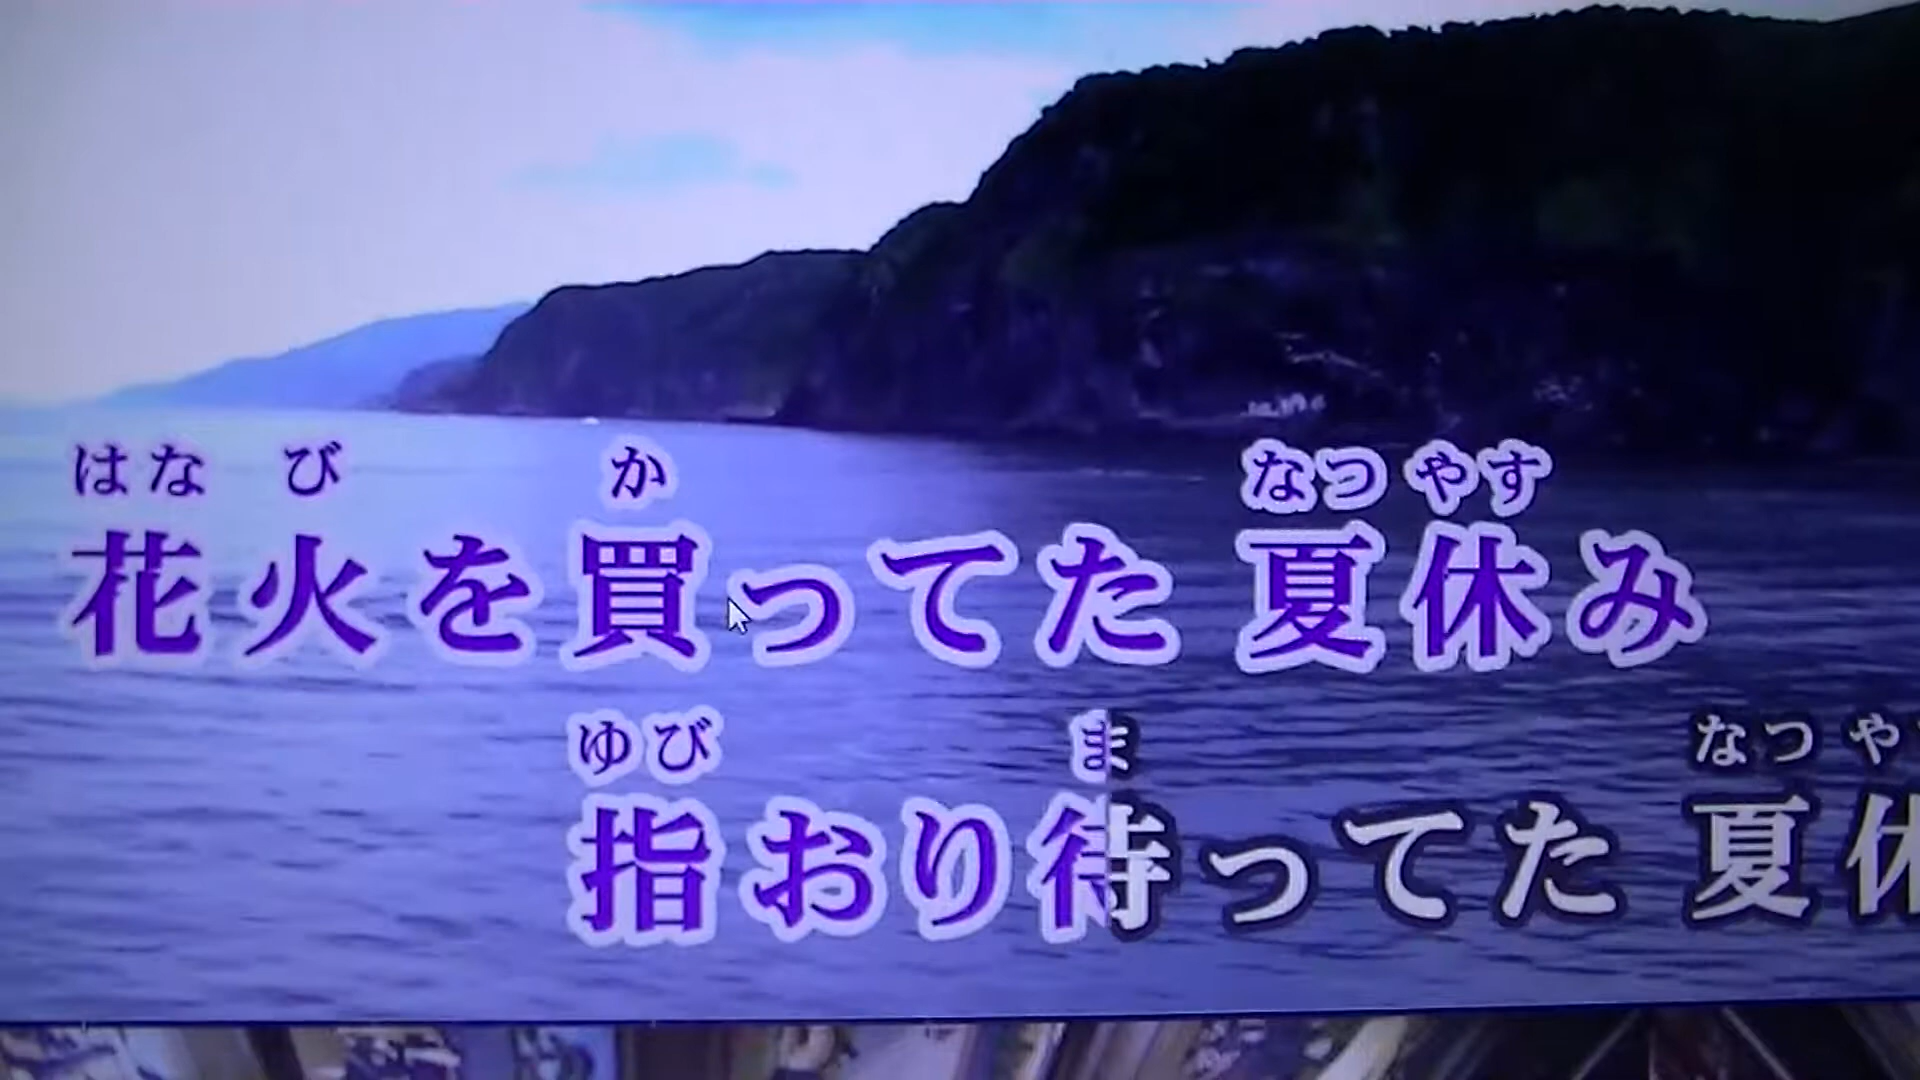 はなび か なつやす
花火を買ってた 夏休み
ゆび ま なつや
指おり待ってた 夏休